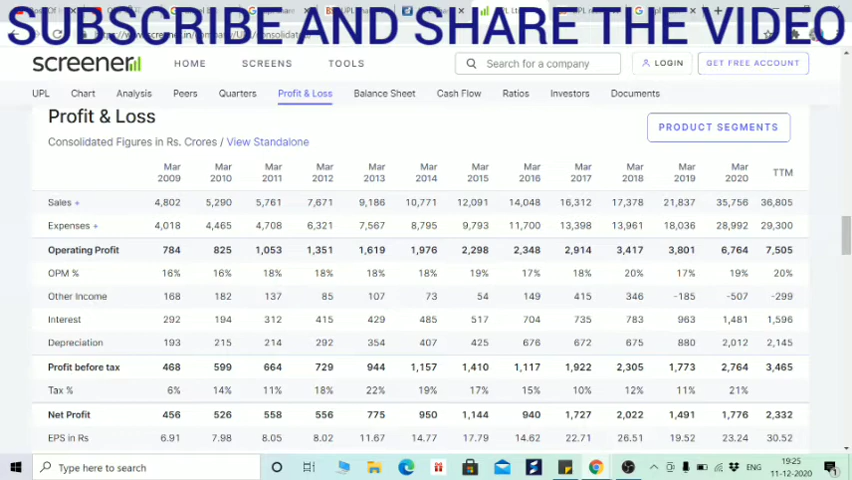 SUBSCRIBE AND SHARE THE VIDEO
screener
HOME SCREENS TOOLS Search for a company LOGIN GET FREE ACCOUNT
UPL Chart Analysis Peers Quarters Profit & Loss Balance Sheet Cash Flow Ratios Investors Documents
Profit & Loss
PRODUCT SEGMENTS
Consolidated Figures in Rs. Crores / View Standalone
Mar 2009 Mar 2010 Mar 2011 Mar 2012 Mar 2013 Mar 2014 Mar 2015 Mar 2016 Mar 2017 Mar 2018 Mar 2019 Mar 2020 TTM
Sales + 4,802 5,290 5,761 7,671 9,186 10,771 12,091 14,048 16,312 17,378 21,837 35,756 36,805
Expenses + 4,018 4,465 4,708 6,321 7,567 8,795 9,793 11,700 13,398 13,961 18,036 28,992 29,300
Operating Profit 784 825 1,053 1,351 1,619 1,976 2,298 2,348 2,914 3,417 3,801 6,764 7,505
OPM % 16% 16% 18% 18% 18% 18% 19% 17% 18% 20% 17% 19% 20%
Other Income 168 182 137 85 107 73 54 149 415 346 -185 -507 -299
Interest 292 194 312 415 429 485 517 704 735 783 963 1,481 1,596
Depreciation 193 215 214 292 354 407 425 676 672 675 880 2,012 2,145
Profit before tax 468 599 664 729 944 1,157 1,410 1,117 1,922 2,305 1,773 2,764 3,465
Tax % 6% 14% 11% 18% 22% 19% 17% 15% 10% 12% 11% 21%
Net Profit 456 526 558 556 775 950 1,144 940 1,727 2,022 1,491 1,776 2,332
EPS in Rs 6.91 7.98 8.05 8.02 11.67 14.77 17.79 14.62 22.71 26.51 19.52 23.24 30.52
Type here to search
ENG
19:25
11-12-2020